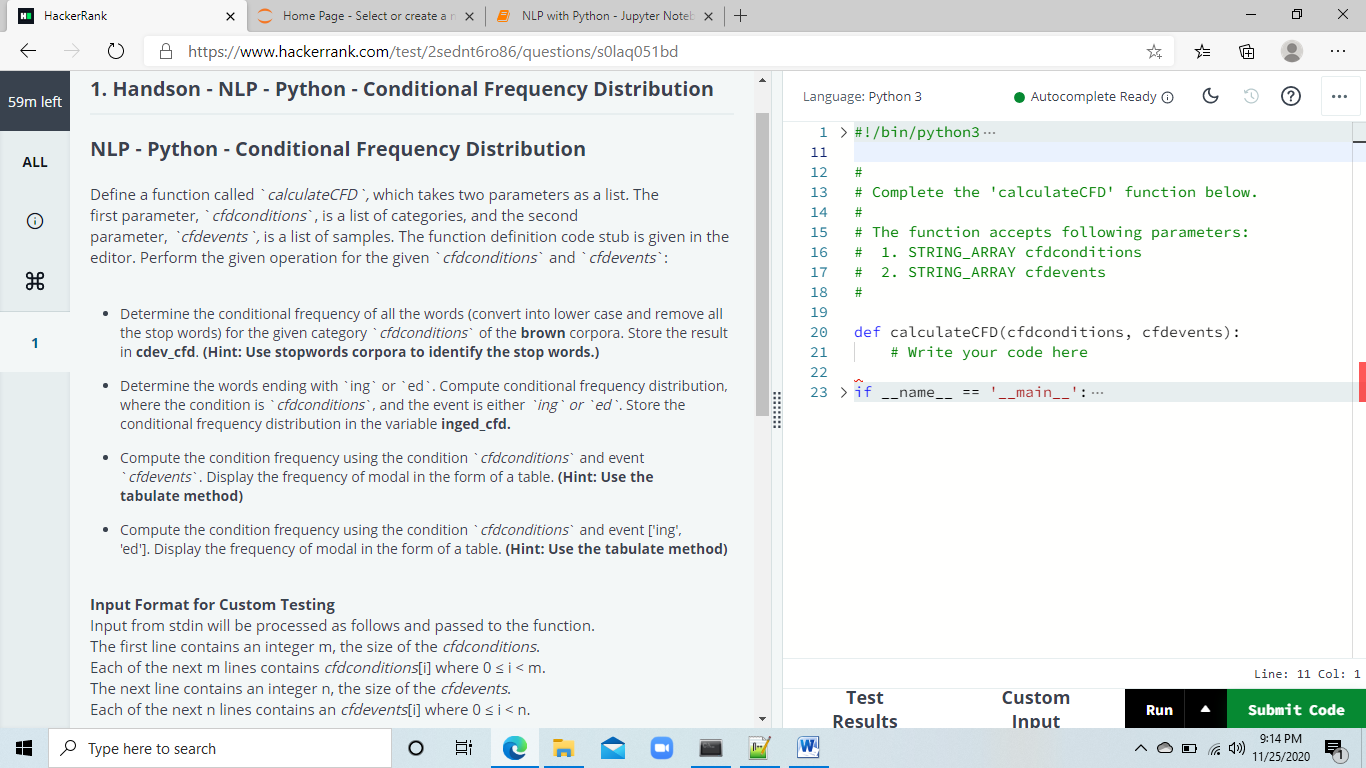 HackerRank
Home Page - Select or create a n
NLP with Python - Jupyter Noteb
https://www.hackerrank.com/test/2sednt6ro86/questions/s0laq051bd
59m left
ALL
1
1. Handson - NLP - Python - Conditional Frequency Distribution
NLP - Python - Conditional Frequency Distribution
Define a function called `calculateCFD`, which takes two parameters as a list. The
first parameter, `cfdconditions`, is a list of categories, and the second
parameter, `cfdevents`, is a list of samples. The function definition code stub is given in the
editor. Perform the given operation for the given `cfdconditions` and `cfdevents`:
• Determine the conditional frequency of all the words (convert into lower case and remove all
the stop words) for the given category `cfdconditions` of the brown corpora. Store the result
in cdev_cfd. (Hint: Use stopwords corpora to identify the stop words.)
• Determine the words ending with `ing` or `ed`. Compute conditional frequency distribution,
where the condition is `cfdconditions`, and the event is either `ing` or `ed`. Store the
conditional frequency distribution in the variable inged_cfd.
• Compute the condition frequency using the condition `cfdconditions` and event
`cfdevents`. Display the frequency of modal in the form of a table. (Hint: Use the
tabulate method)
• Compute the condition frequency using the condition `cfdconditions` and event ['ing',
'ed']. Display the frequency of modal in the form of a table. (Hint: Use the tabulate method)
Input Format for Custom Testing
Input from stdin will be processed as follows and passed to the function.
The first line contains an integer m, the size of the cfdconditions.
Each of the next m lines contains cfdconditions[i] where 0 ≤ i < m.
The next line contains an integer n, the size of the cfdevents.
Each of the next n lines contains an cfdevents[i] where 0 ≤ i < n.
Language: Python 3
Autocomplete Ready
1 > #!/bin/python3 ···
11
12 #
13 # Complete the 'calculateCFD' function below.
14 #
15 # The function accepts following parameters:
16 #  1. STRING_ARRAY cfdconditions
17 #  2. STRING_ARRAY cfdevents
18 #
19
20 def calculateCFD(cfdconditions, cfdevents):
21     # Write your code here
22
23 > if __name__ == '__main__': ···
Line: 11 Col: 1
Test
Results
Custom
Input
Run
Submit Code
Type here to search
9:14 PM
11/25/2020
1